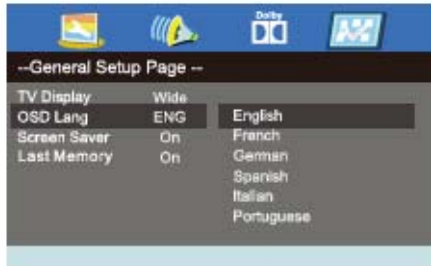 Dolby
--General Setup Page --
TV Display Wide
OSD Lang ENG English
Screen Saver On French
Last Memory On German
Spanish
Italian
Portuguese